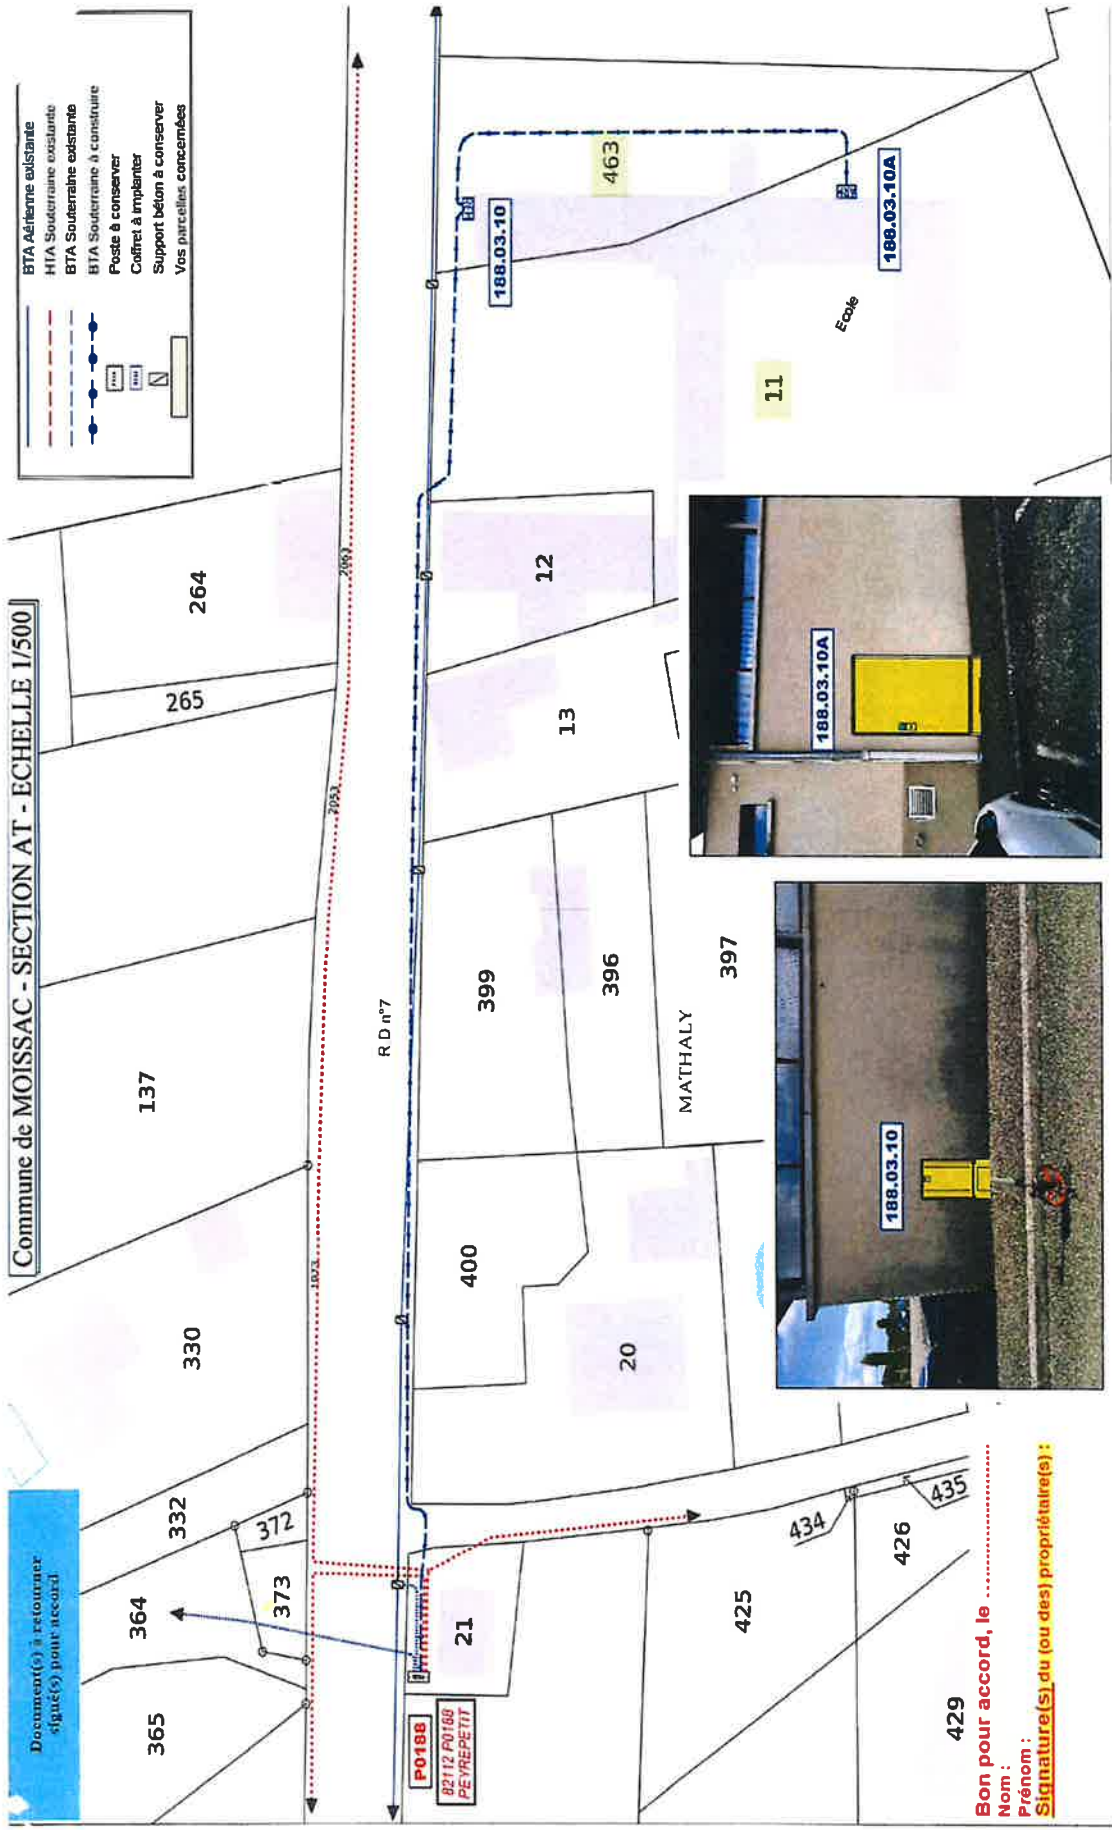 Document(s) à retourner
signé(s) pour accord
Commune de MOISSAC - SECTION AT - ECHELLE 1/500
BTA Aérienne existante
HTA Souterraine existante
BTA Souterraine existante
BTA Souterraine à construire
Poste à conserver
Coffret à implanter
Support béton à conserver
Vos parcelles concernées
365
364
332
372
373
330
137
265
264
1973
2053
2063
R D n°7
P0188
82112 P0188
PEYREPETIT
21
400
399
396
397
13
12
20
MATHALY
11
463
Ecole
188.03.10
188.03.10A
425
434
426
435
429
188.03.10
188.03.10A
Bon pour accord, le
Nom :
Prénom :
Signature(s) du (ou des) propriétaire(s) :